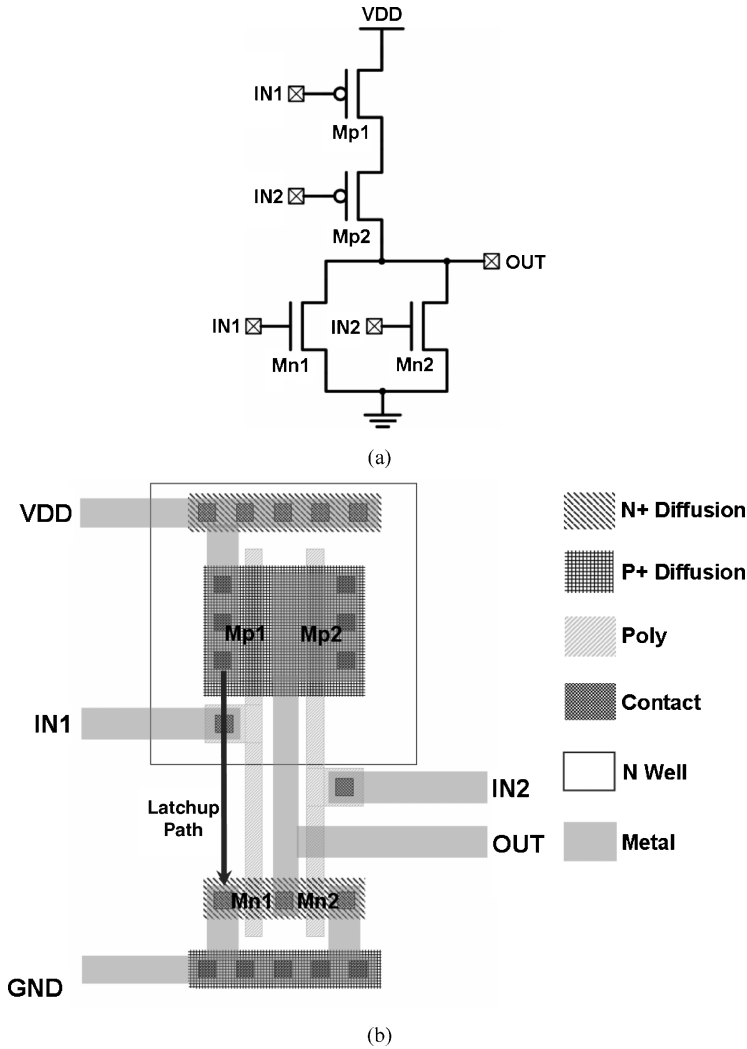 VDD
IN1
Mp1
IN2
Mp2
OUT
IN1
IN2
Mn1
Mn2
(a)
VDD
N+ Diffusion
P+ Diffusion
Mp1
Mp2
Poly
Contact
IN1
N Well
IN2
Latchup
Path
OUT
Metal
Mn1
Mn2
GND
(b)